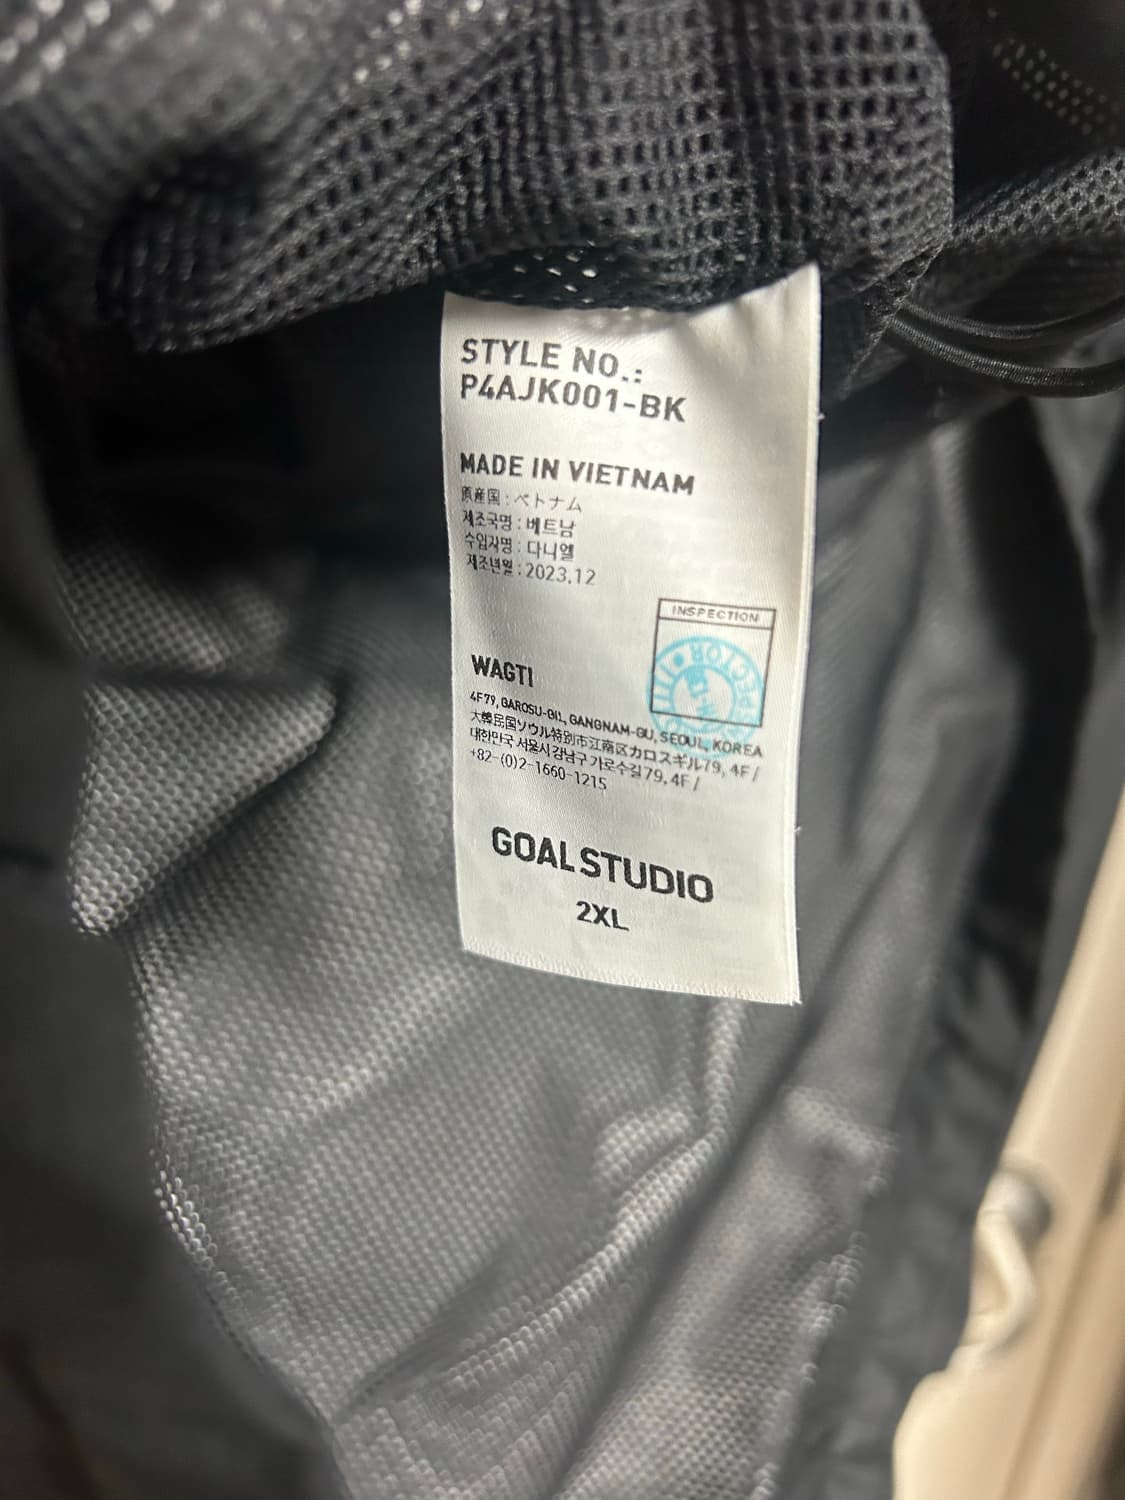 STYLE NO.:
P4AJK001-BK
MADE IN VIETNAM
原産国 : ベトナム
제조국명 : 베트남
수입자명 : 다니엘
제조년월 : 2023.12
INSPECTION
WAGTI
4F 79, GAROSU-GIL, GANGNAM-GU, SEOUL, KOREA
大韓民国ソウル特別市江南区カロスギル79, 4F /
대한민국 서울시 강남구 가로수길79, 4F /
+82-(0)2-1660-1215
GOALSTUDIO
2XL